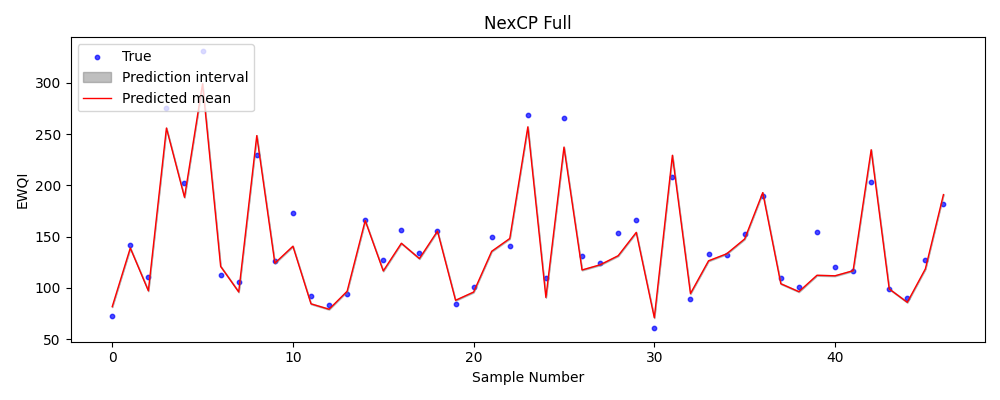 NexCP Full
True
Prediction interval
Predicted mean
EWQI
300
250
200
150
100
50
0
10
20
30
40
Sample Number